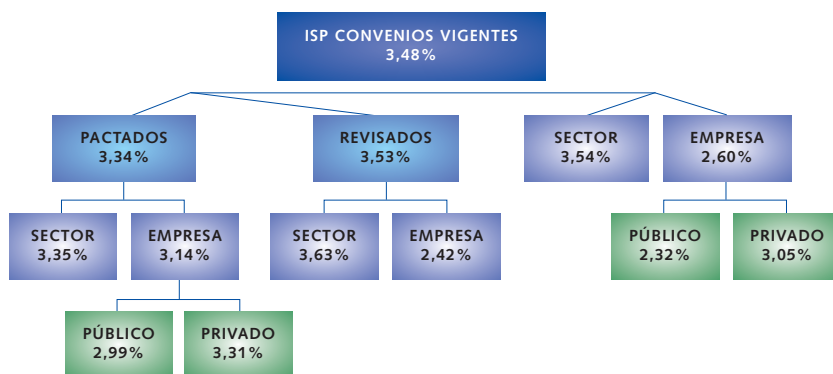 ISP CONVENIOS VIGENTES
3,48%
PACTADOS
3,34%
REVISADOS
3,53%
SECTOR
3,54%
EMPRESA
2,60%
SECTOR
3,35%
EMPRESA
3,14%
SECTOR
3,63%
EMPRESA
2,42%
PÚBLICO
2,32%
PRIVADO
3,05%
PÚBLICO
2,99%
PRIVADO
3,31%